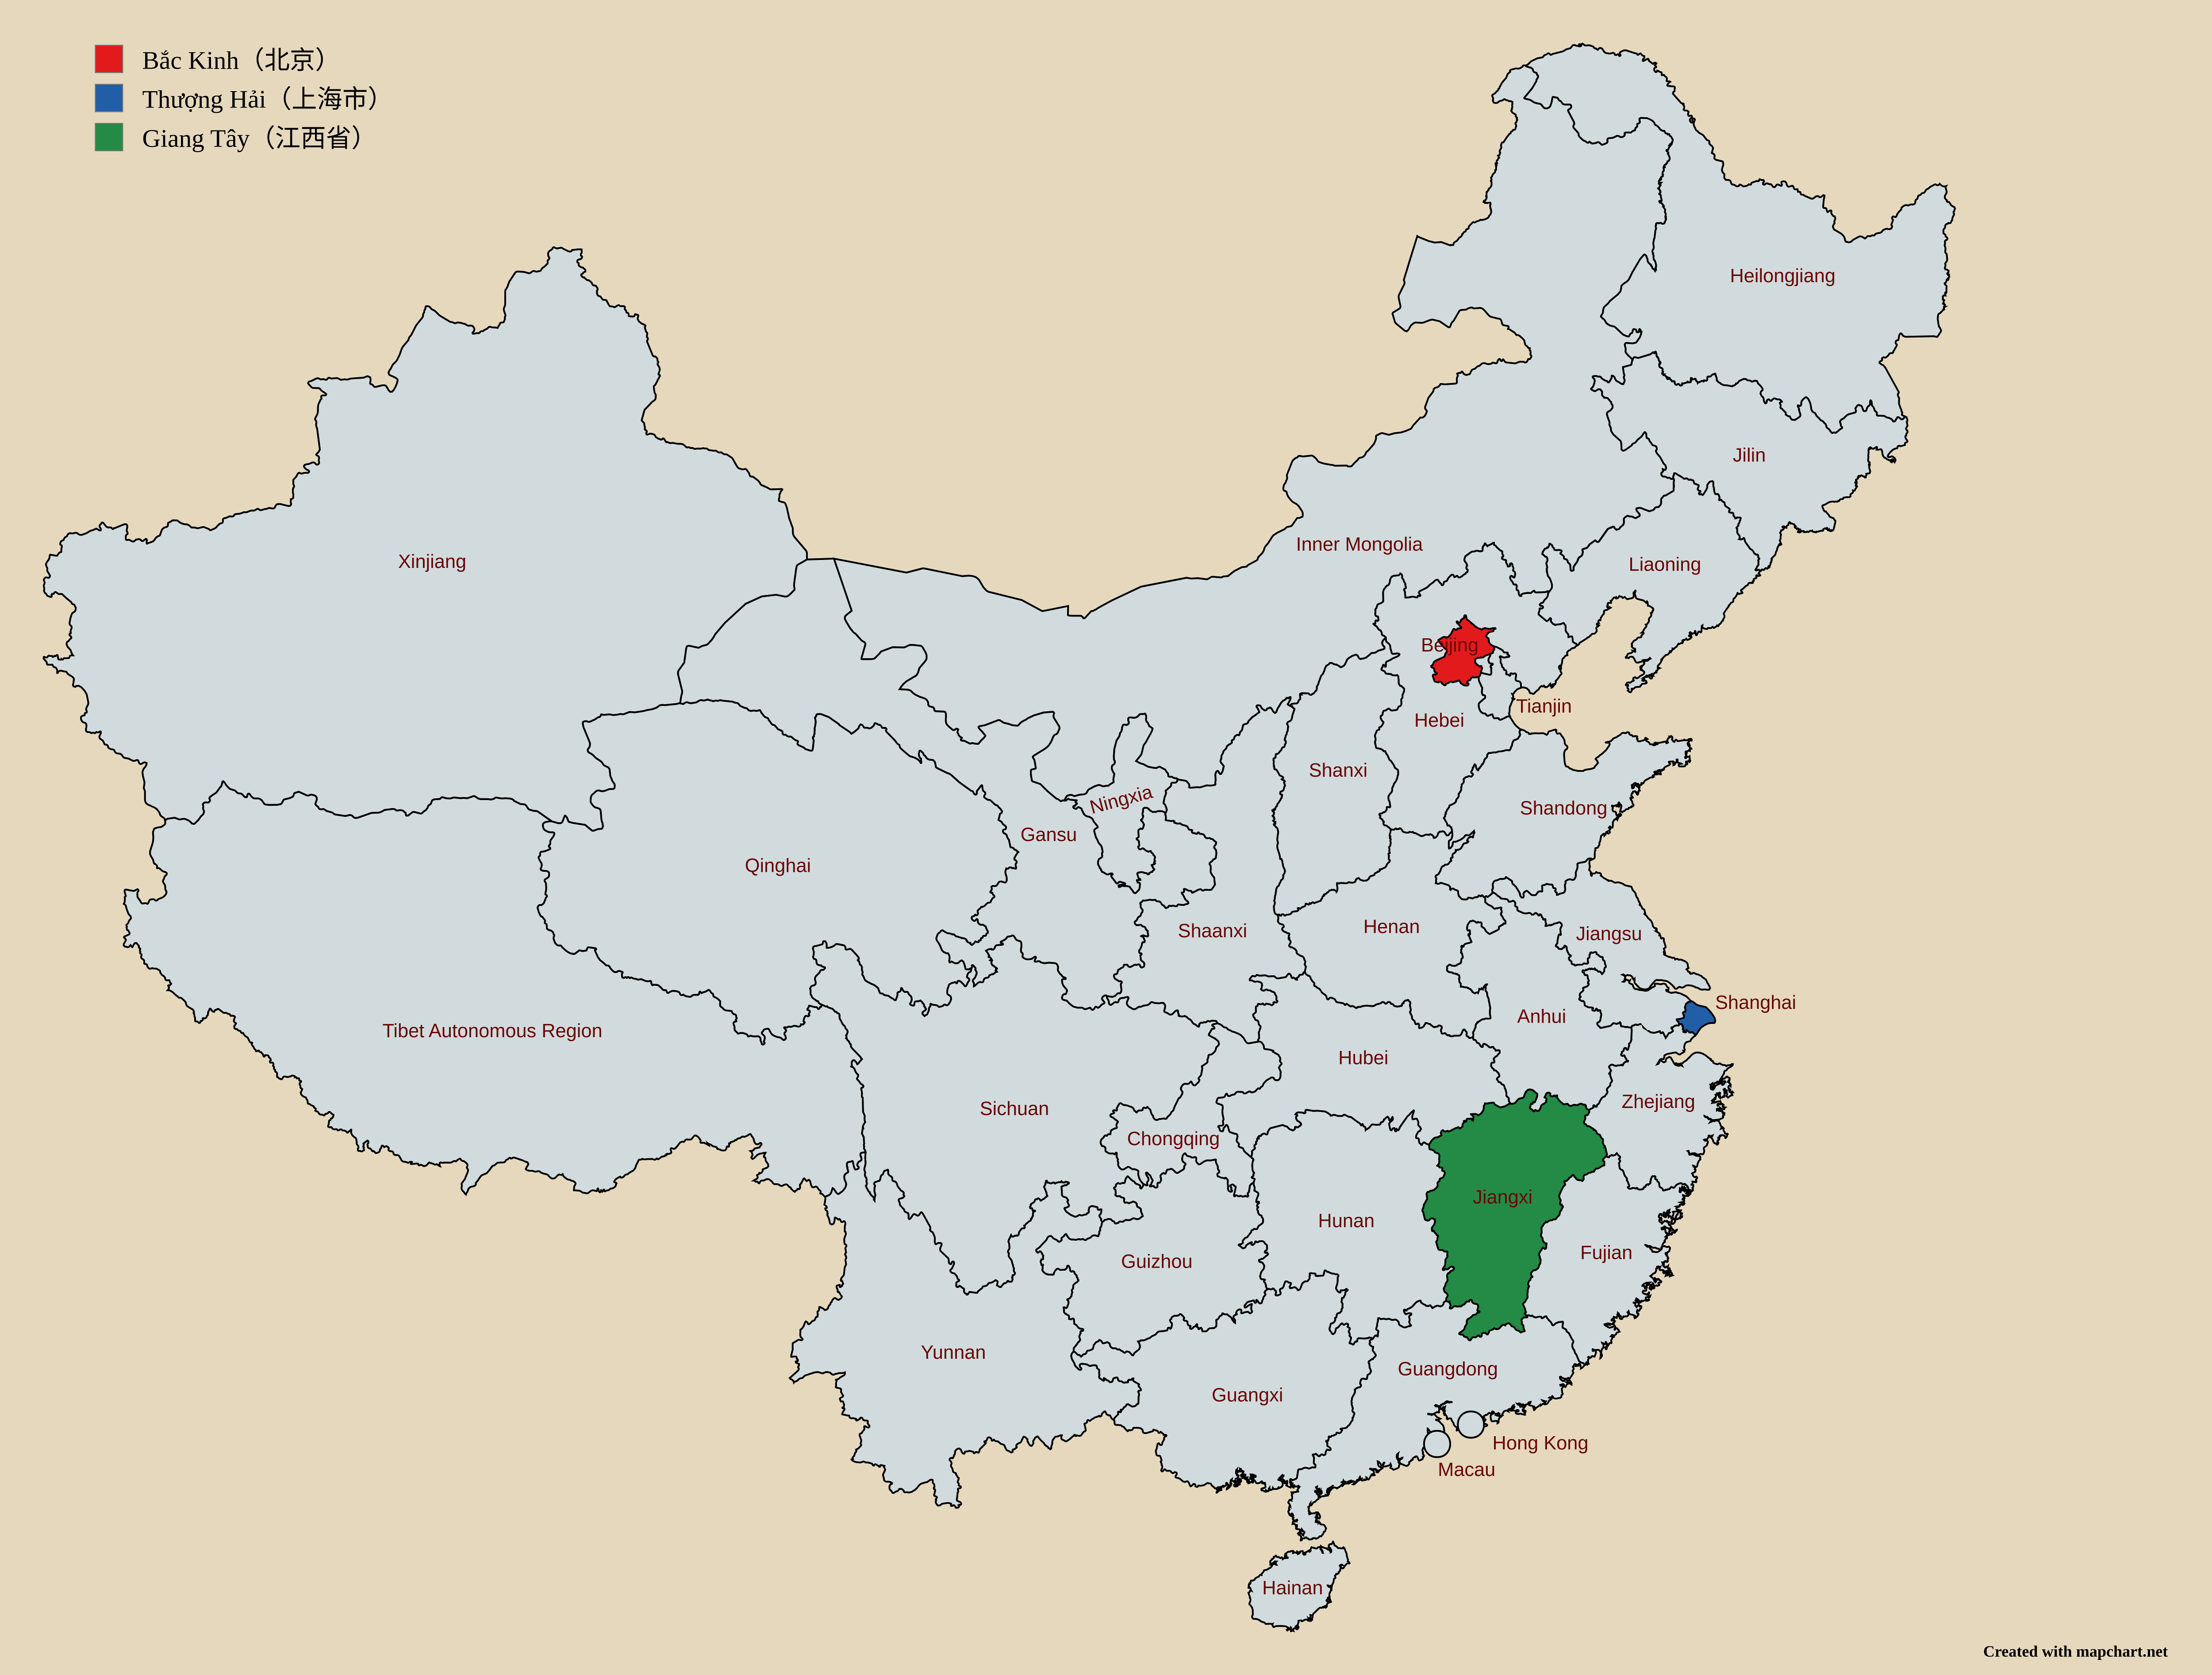 Bắc Kinh（北京）
Thượng Hải（上海市）
Giang Tây（江西省）
Heilongjiang
Jilin
Inner Mongolia
Xinjiang
Liaoning
Beijing
Tianjin
Hebei
Shanxi
Ningxia
Shandong
Gansu
Qinghai
Henan
Shaanxi
Jiangsu
Shanghai
Anhui
Tibet Autonomous Region
Hubei
Zhejiang
Sichuan
Chongqing
Jiangxi
Hunan
Fujian
Guizhou
Yunnan
Guangdong
Guangxi
Hong Kong
Macau
Hainan
Created with mapchart.net